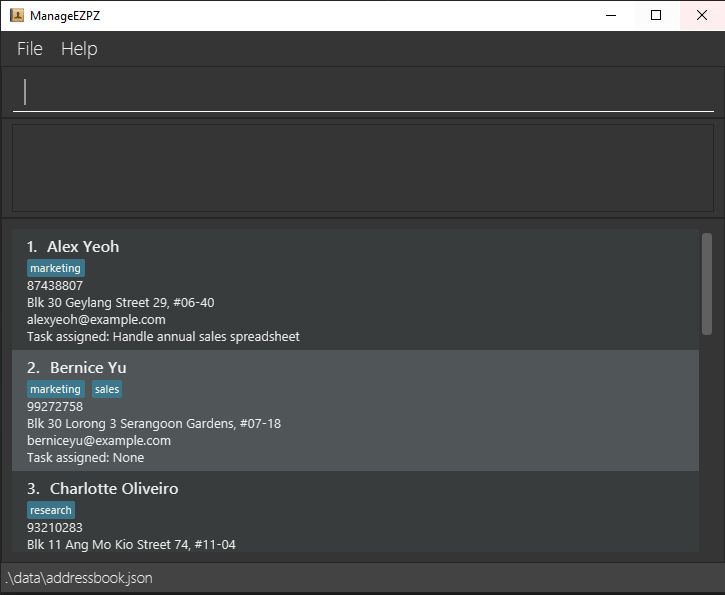 ManageEZPZ
File Help
1. Alex Yeoh
marketing
87438807
Blk 30 Geylang Street 29, #06-40
alexyeoh@example.com
Task assigned: Handle annual sales spreadsheet
2. Bernice Yu
marketing sales
99272758
Blk 30 Lorong 3 Serangoon Gardens, #07-18
berniceyu@example.com
Task assigned: None
3. Charlotte Oliveiro
research
93210283
Blk 11 Ang Mo Kio Street 74, #11-04
.\data\addressbook.json